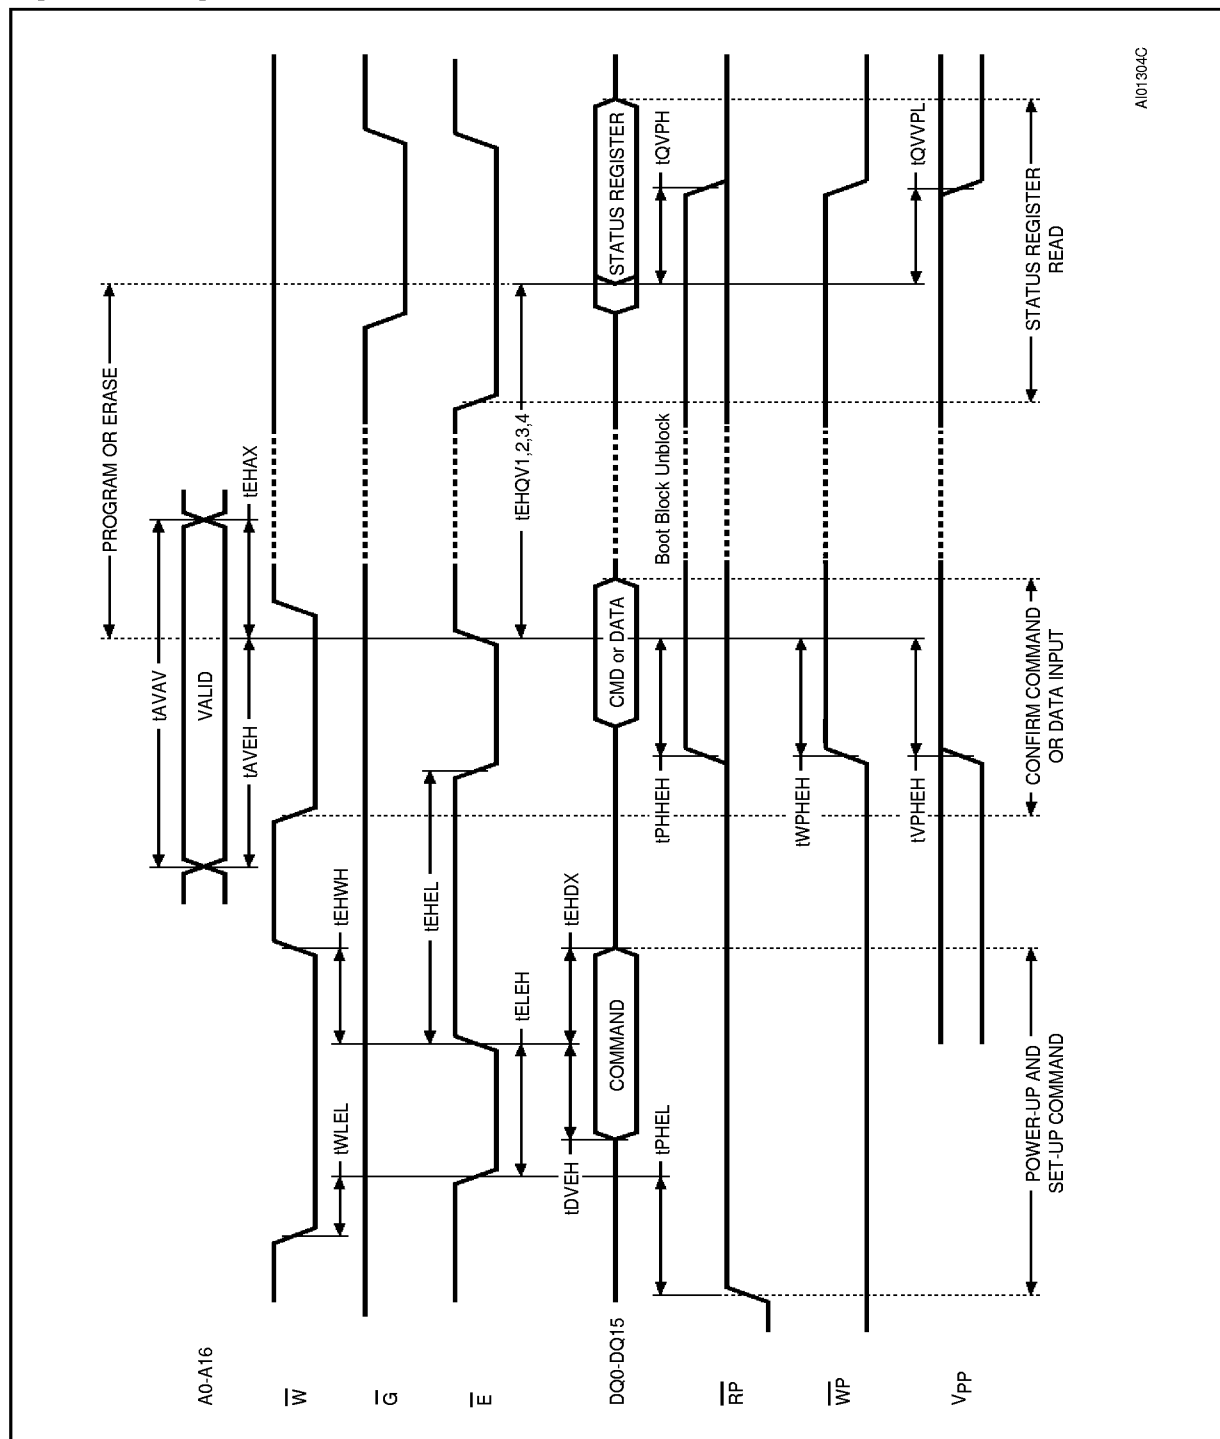 A0-A16
W
G
E
DQ0-DQ15
RP
WP
VPP
PROGRAM OR ERASE
tAVAV
VALID
tAVEH
tEHAX
tWLEL
tEHWH
tEHEL
tELEH
tEHQV1,2,3,4
tDVEH
tEHDX
COMMAND
CMD or DATA
STATUS REGISTER
tPHEL
tPHHEH
Boot Block Unblock
tQVPH
tWPHEH
tVPHEH
tQVVPL
POWER-UP AND
SET-UP COMMAND
CONFIRM COMMAND
OR DATA INPUT
STATUS REGISTER
READ
AI01304C